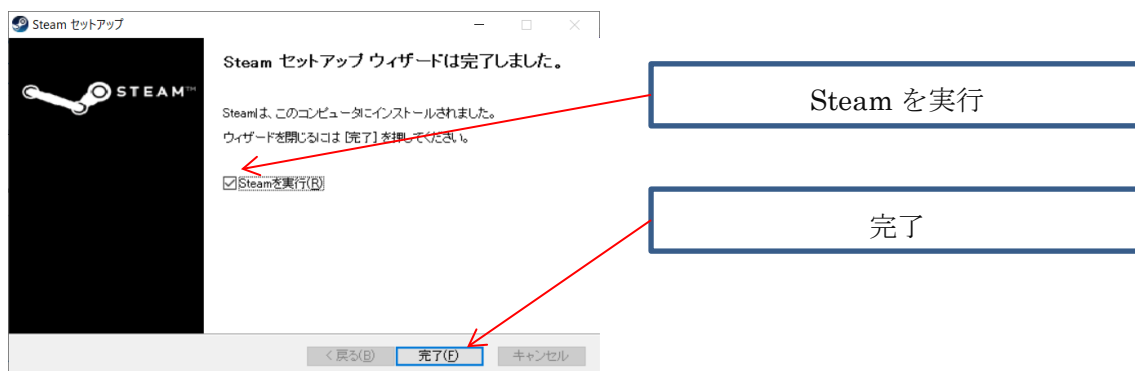 Steam セットアップ
STEAM™
Steam セットアップ ウィザードは完了しました。
Steamは、このコンピュータにインストールされました。
ウィザードを閉じるには [完了] を押してください。
Steamを実行(R)
< 戻る(B)
完了(F)
キャンセル
Steam を実行
完了